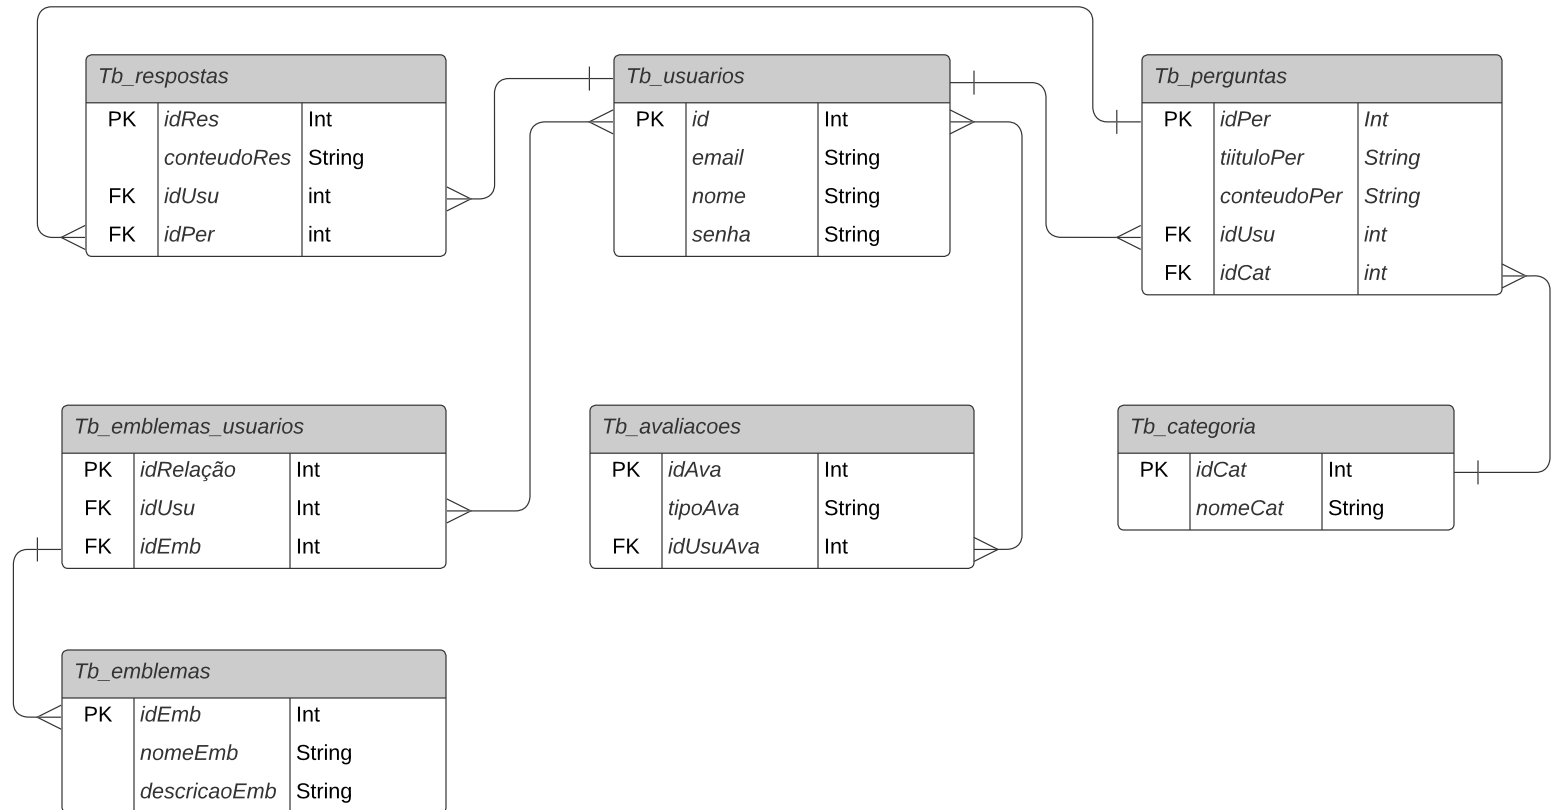 Tb_respostas
PK idRes Int
conteudoRes String
FK idUsu int
FK idPer int
Tb_usuarios
PK id Int
email String
nome String
senha String
Tb_perguntas
PK idPer Int
tiituloPer String
conteudoPer String
FK idUsu int
FK idCat int
Tb_emblemas_usuarios
PK idRelação Int
FK idUsu Int
FK idEmb Int
Tb_avaliacoes
PK idAva Int
tipoAva String
FK idUsuAva Int
Tb_categoria
PK idCat Int
nomeCat String
Tb_emblemas
PK idEmb Int
nomeEmb String
descricaoEmb String